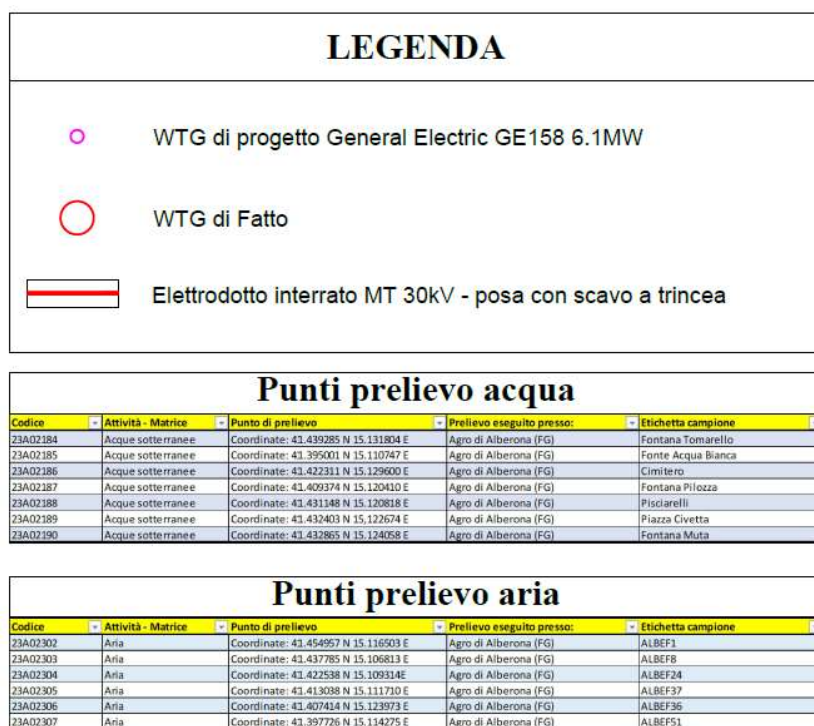 LEGENDA
WTG di progetto General Electric GE158 6.1MW
WTG di Fatto
Elettrodotto interrato MT 30kV - posa con scavo a trincea
Punti prelievo acqua
Codice Attività - Matrice Punto di prelievo Prelievo eseguito presso: Etichetta campione
23A02184 Acque sotterranee Coordinate: 41.439285 N 15.131804 E Agro di Alberona (FG) Fontana Tomarello
23A02185 Acque sotterranee Coordinate: 41.395001 N 15.110747 E Agro di Alberona (FG) Fonte Acqua Bianca
23A02186 Acque sotterranee Coordinate: 41.422311 N 15.129600 E Agro di Alberona (FG) Cimitero
23A02187 Acque sotterranee Coordinate: 41.409374 N 15.120410 E Agro di Alberona (FG) Fontana Pilozza
23A02188 Acque sotterranee Coordinate: 41.431148 N 15.120818 E Agro di Alberona (FG) Pisciarelli
23A02189 Acque sotterranee Coordinate: 41.432403 N 15,122674 E Agro di Alberona (FG) Piazza Civetta
23A02190 Acque sotterranee Coordinate: 41.432865 N 15.124058 E Agro di Alberona (FG) Fontana Muta
Punti prelievo aria
Codice Attività - Matrice Punto di prelievo Prelievo eseguito presso: Etichetta campione
23A02302 Aria Coordinate: 41.454957 N 15.116503 E Agro di Alberona (FG) ALBEF1
23A02303 Aria Coordinate: 41.437785 N 15.106813 E Agro di Alberona (FG) ALBEF8
23A02304 Aria Coordinate: 41.422538 N 15.109314E Agro di Alberona (FG) ALBEF24
23A02305 Aria Coordinate: 41.413038 N 15.111710 E Agro di Alberona (FG) ALBEF37
23A02306 Aria Coordinate: 41.407414 N 15.123973 E Agro di Alberona (FG) ALBEF36
23A02307 Aria Coordinate: 41.397726 N 15.114275 E Agro di Alberona (FG) ALBEF51